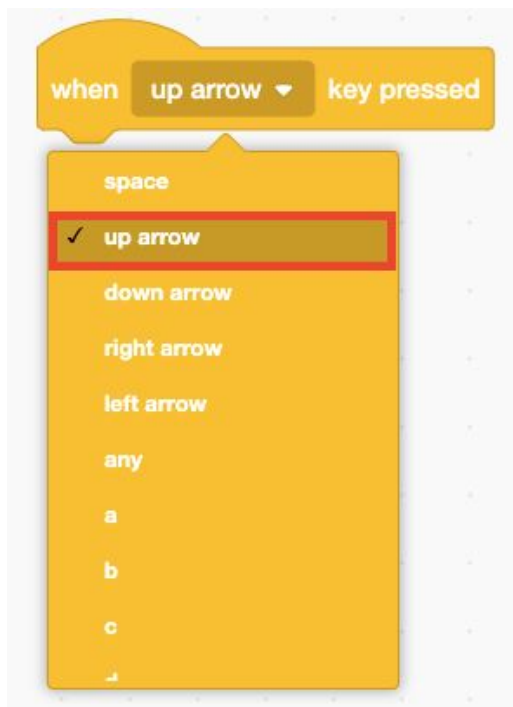 when up arrow key pressed
space
✓ up arrow
down arrow
right arrow
left arrow
any
a
b
c